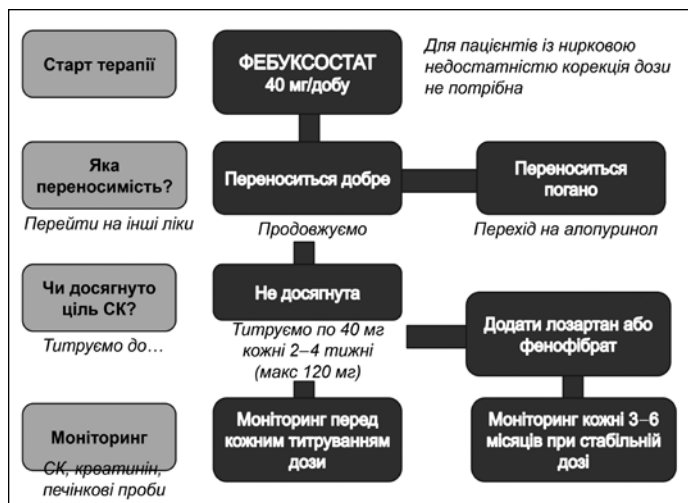 Старт терапії
ФЕБУКСОСТАТ
40 мг/добу
Для пацієнтів із нирковою
недостатністю корекція дози
не потрібна
Яка
переносимість?
Перейти на інші ліки
Переноситься добре
Продовжуємо
Переноситься
погано
Перехід на алопуринол
Чи досягнуто
ціль СК?
Титруємо до…
Не досягнута
Титруємо по 40 мг
кожні 2–4 тижні
(макс 120 мг)
Додати лозартан або
фенофібрат
Моніторинг
СК, креатинін,
печінкові проби
Моніторинг перед
кожним титруванням
дози
Моніторинг кожні 3–6
місяців при стабільній
дозі